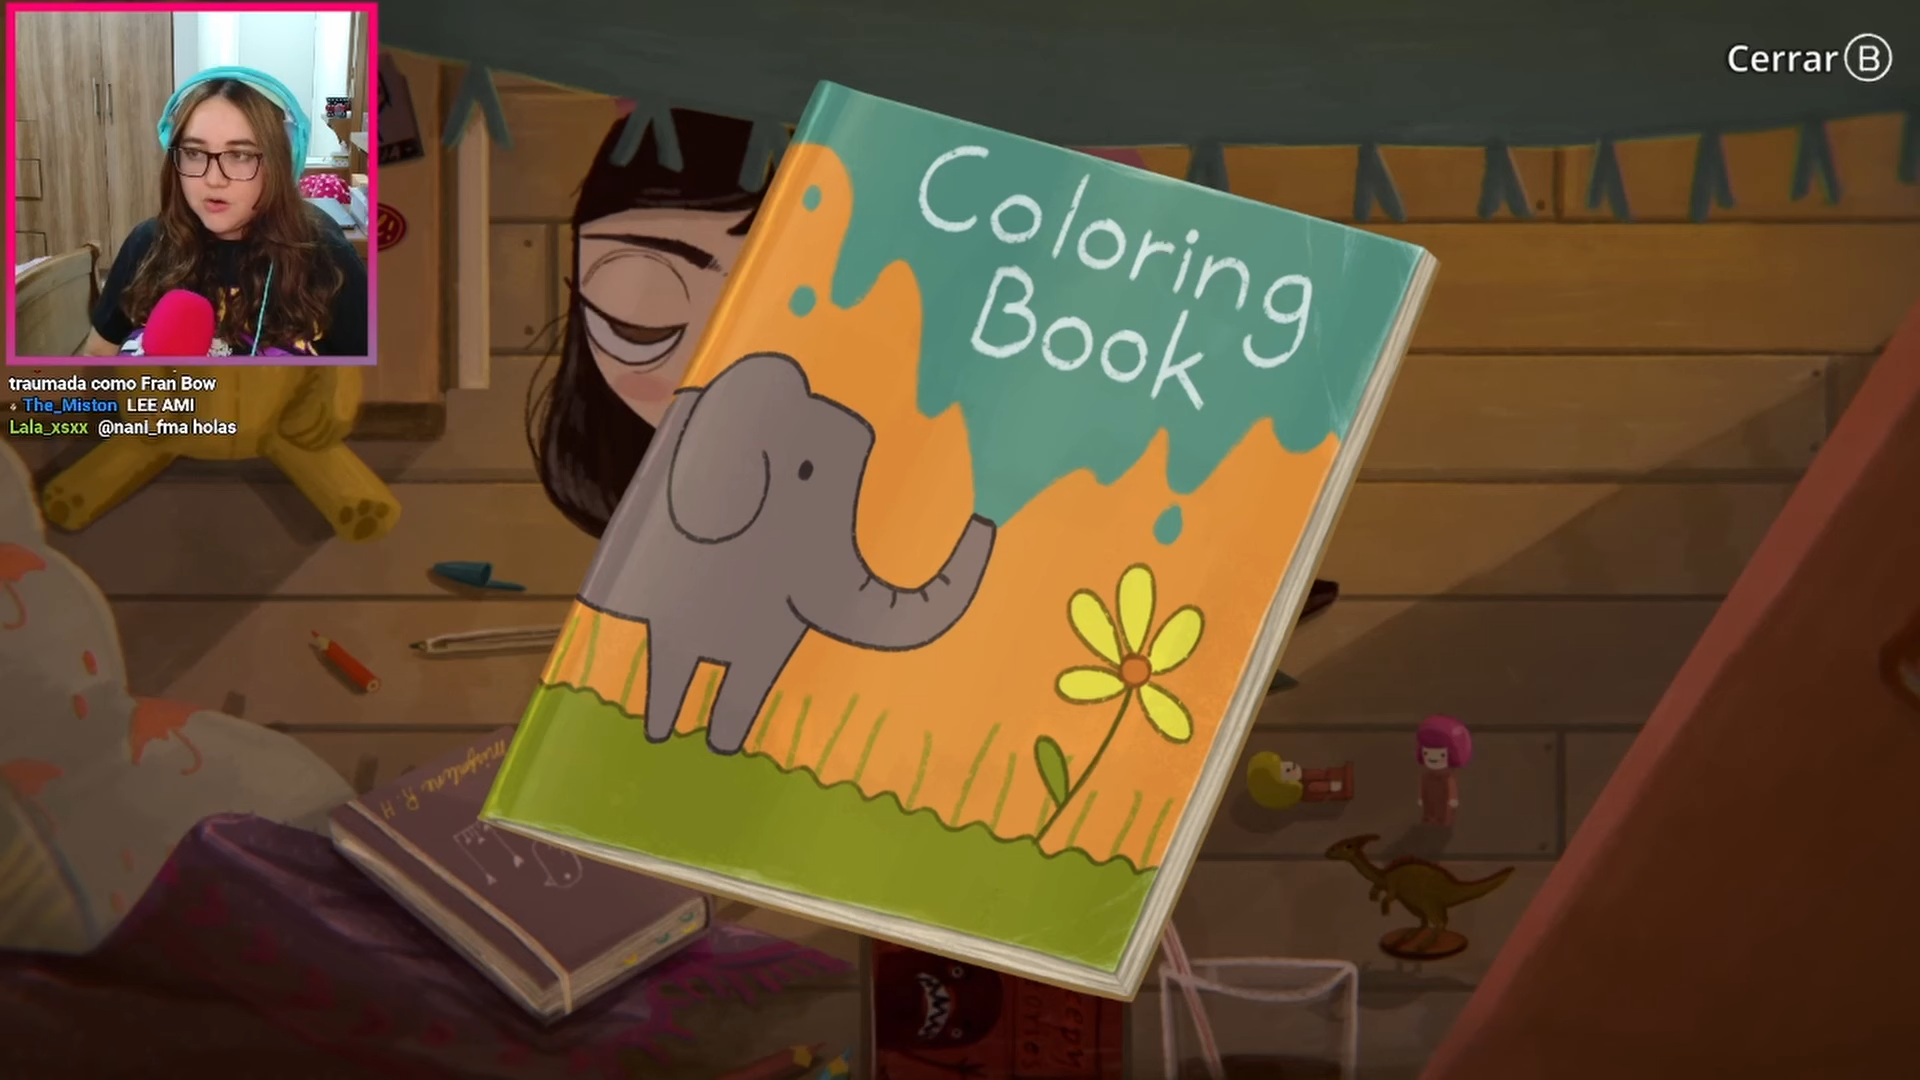 Cerrar B
Coloring
Book
traumada como Fran Bow
The_Miston LEE AMI
Lala_xsxx @nani_fma holas